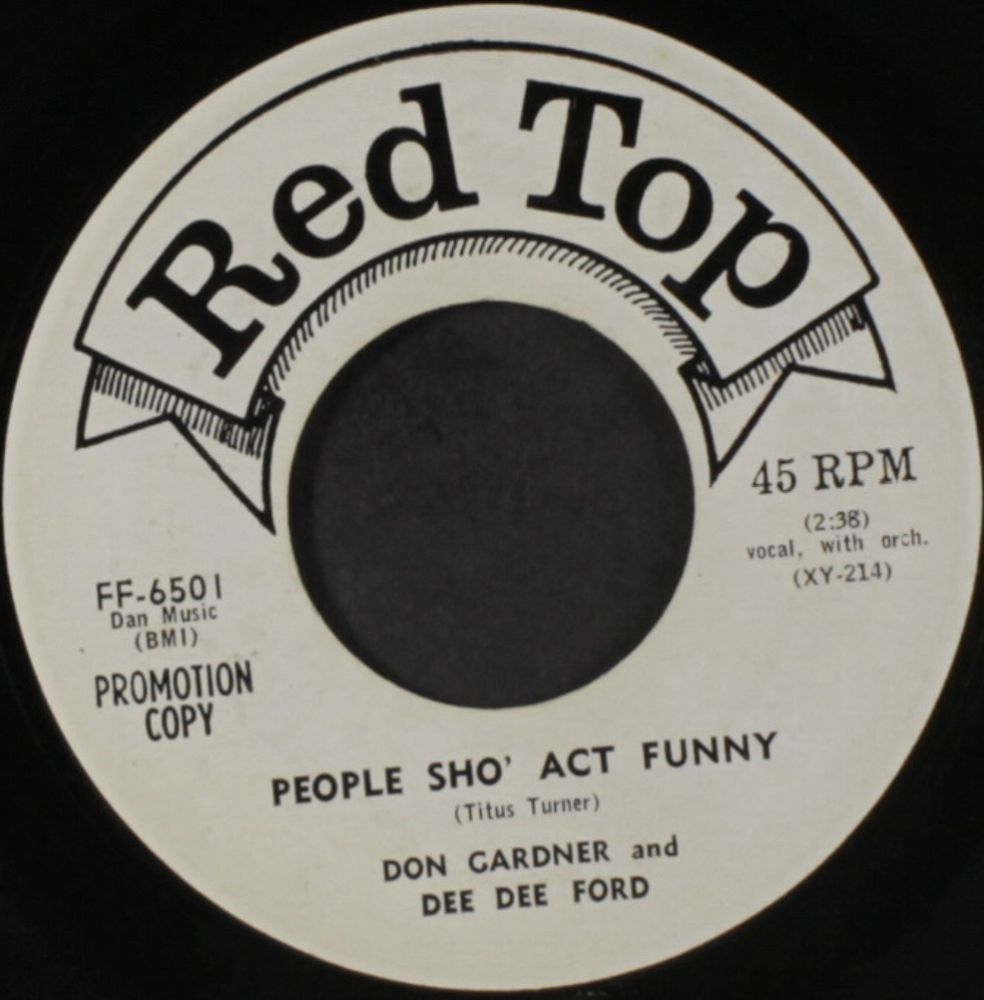 Red Top
45 RPM
(2:38)
vocal, with orch.
(XY-214)
FF-6501
Dan Music
(BMI)
PROMOTION
COPY
PEOPLE SHO' ACT FUNNY
(Titus Turner)
DON GARDNER and
DEE DEE FORD